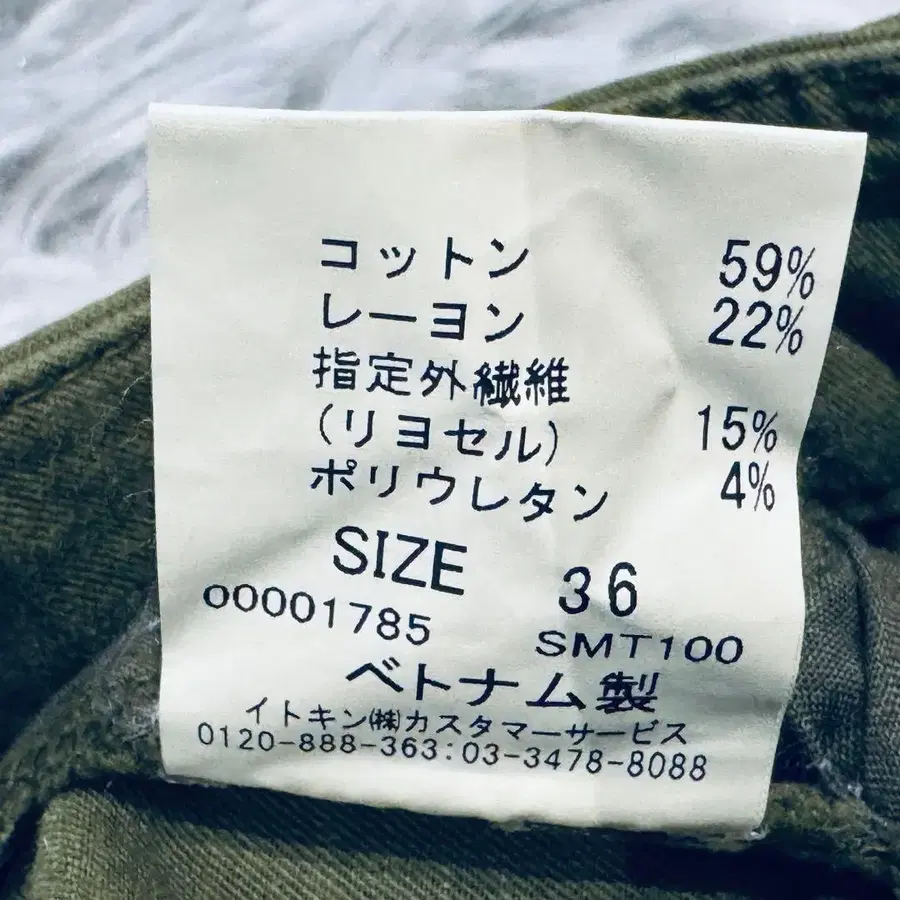 コットン 59%
レーヨン 22%
指定外繊維
(リヨセル) 15%
ポリウレタン 4%
SIZE 36
o00001785 SMT100
ベトナム製
イトキン㈱カスタマーサービス
0120-888-363:03-3478-8088